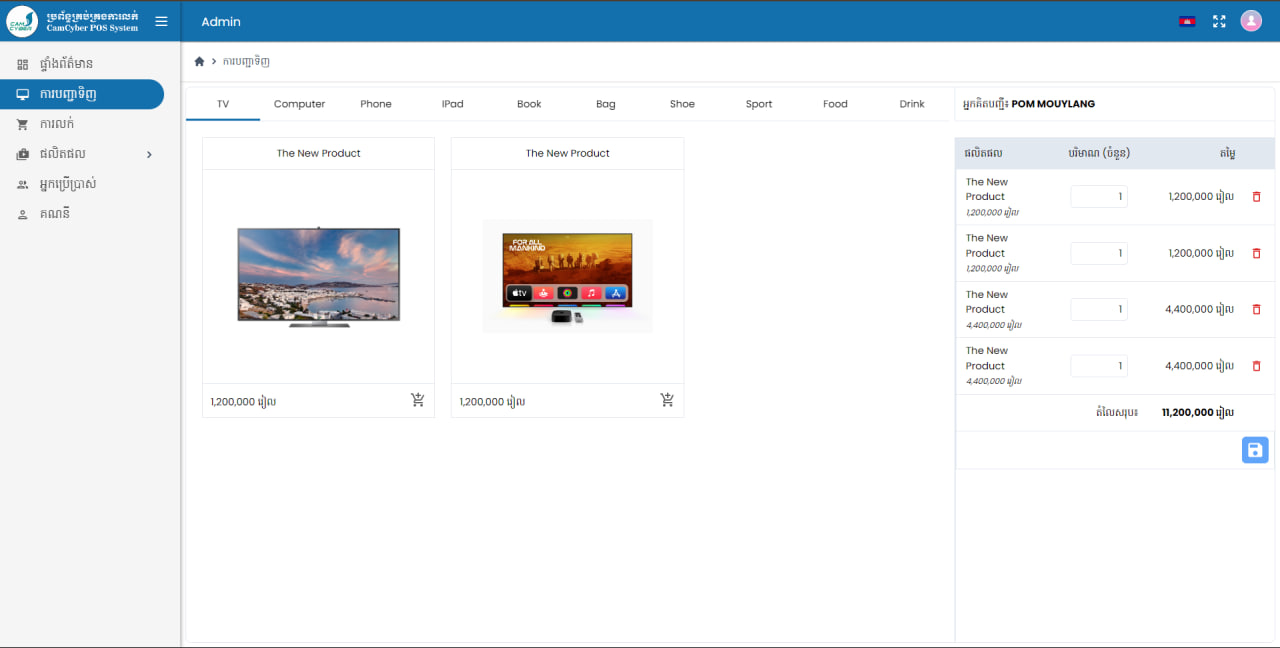 ប្រព័ន្ធគ្រប់គ្រងការលក់
CamCyber POS System
Admin
ផ្ទាំងព័ត៌មាន
ការបញ្ជាទិញ
ការលក់
ផលិតផល
អ្នកប្រើប្រាស់
គណនី
ការបញ្ជាទិញ
TV Computer Phone IPad Book Bag Shoe Sport Food Drink
The New Product
FOR ALL
MANKIND
tv
1,200,000 រៀល
The New Product
1,200,000 រៀល
អ្នកគិតបញ្ជី៖ POM MOUYLANG
ផលិតផល បរិមាណ (ចំនួន) តម្លៃ
The New
Product 1 1,200,000 រៀល
1,200,000 រៀល
The New
Product 1 1,200,000 រៀល
1,200,000 រៀល
The New
Product 1 4,400,000 រៀល
4,400,000 រៀល
The New
Product 1 4,400,000 រៀល
4,400,000 រៀល
តំលៃសរុប៖ 11,200,000 រៀល